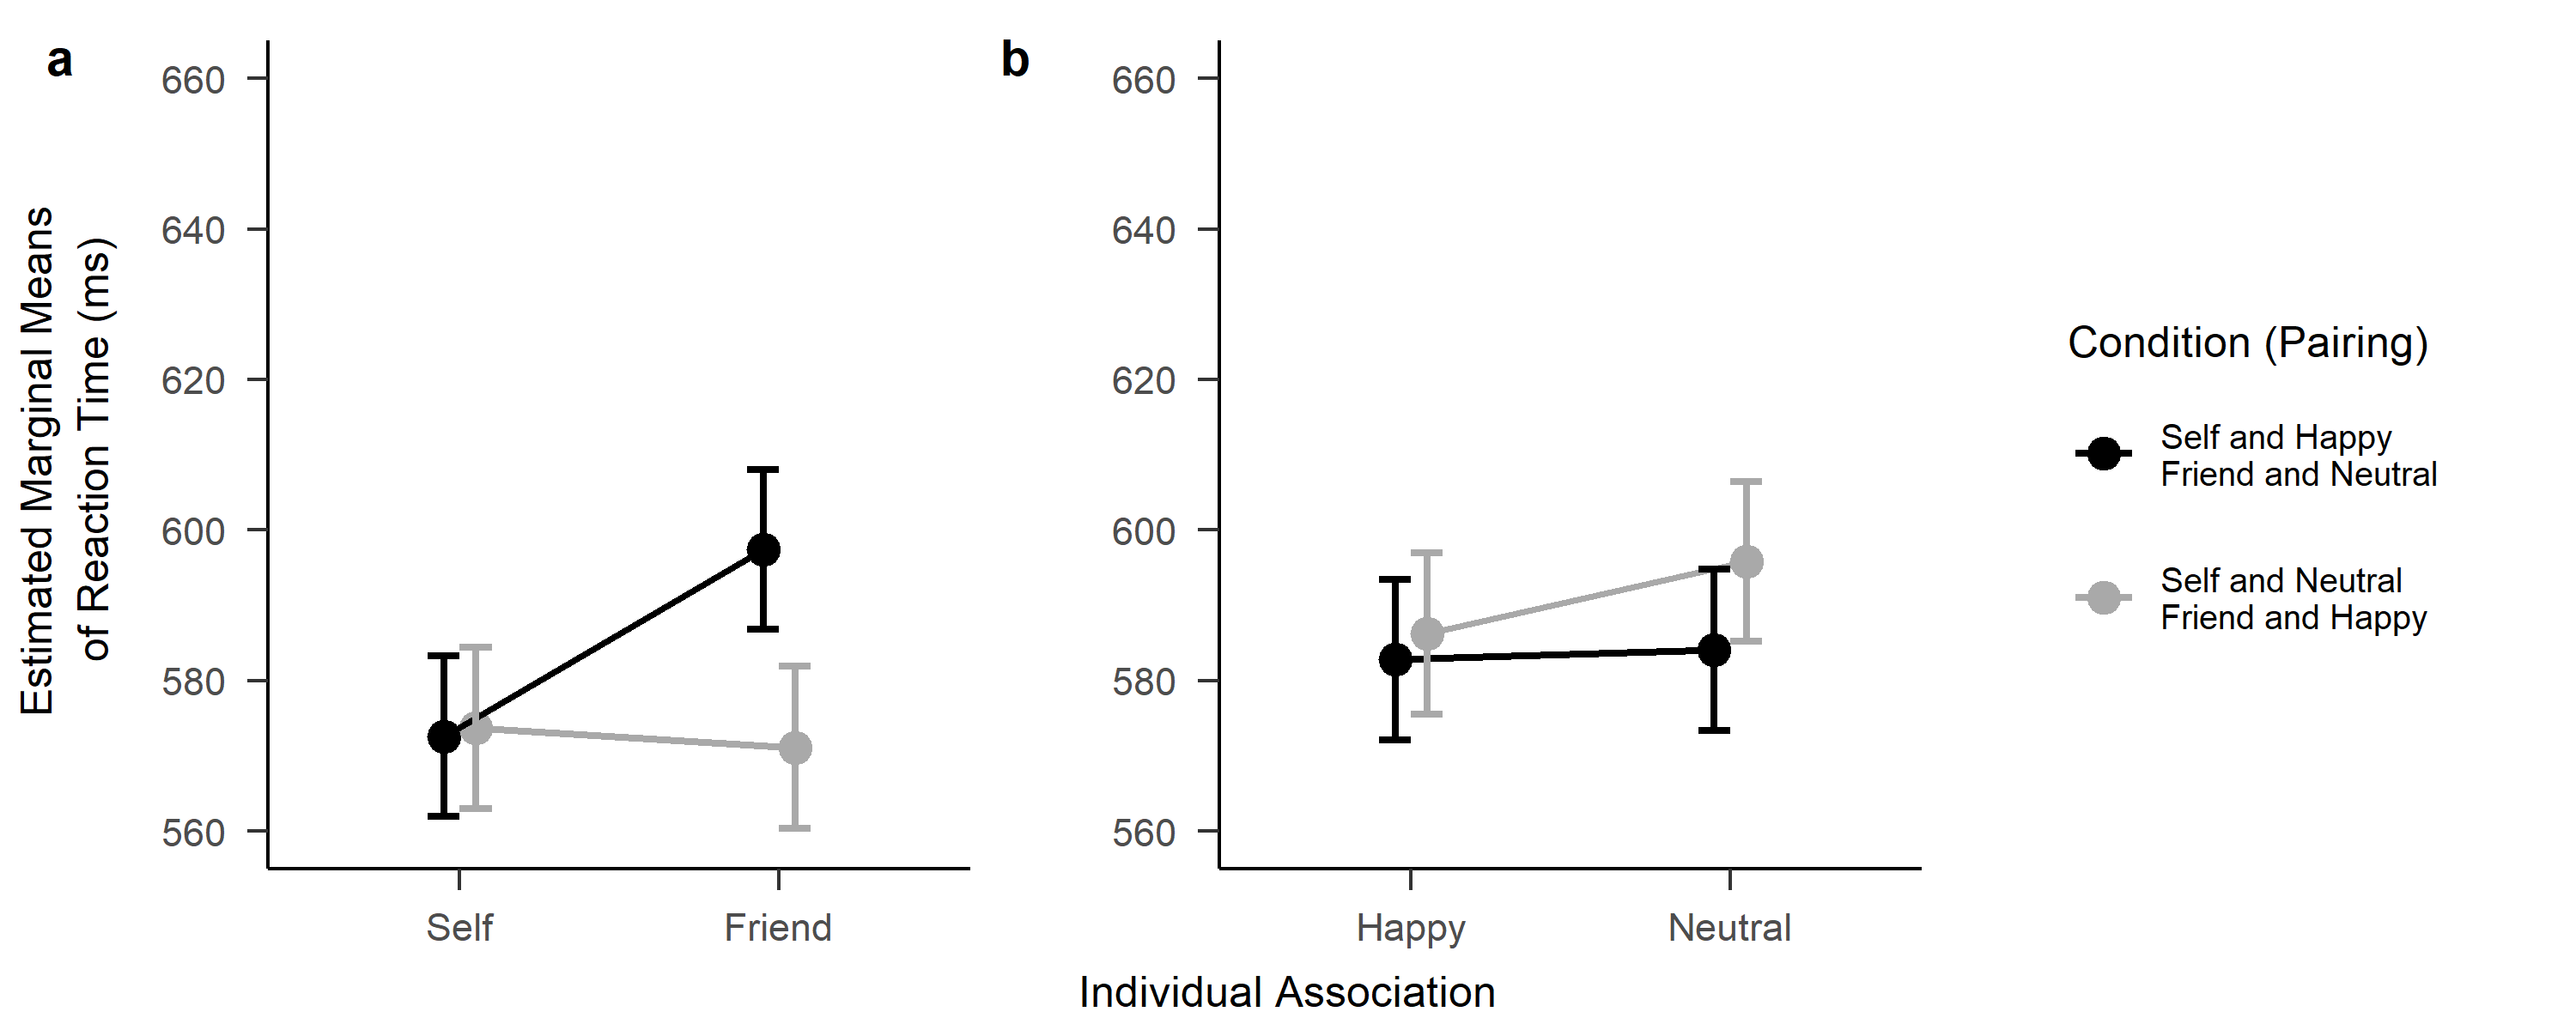 a
660
640
620
600
580
560
Self
Friend
Estimated Marginal Means
of Reaction Time (ms)
b
660
640
620
600
580
560
Happy
Neutral
Individual Association
Condition (Pairing)
Self and Happy
Friend and Neutral
Self and Neutral
Friend and Happy